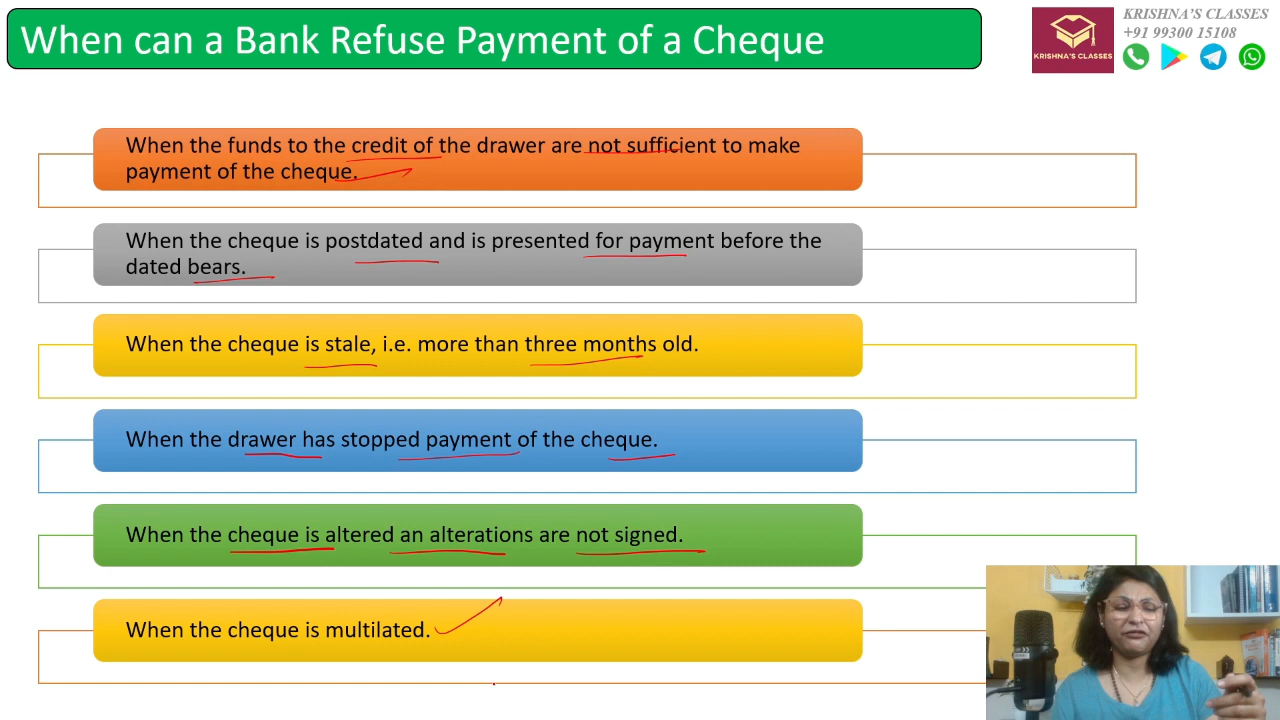 When can a Bank Refuse Payment of a Cheque
KRISHNA'S CLASSES
+91 99300 15108
KRISHNA'S CLASSES
When the funds to the credit of the drawer are not sufficient to make
payment of the cheque.
When the cheque is postdated and is presented for payment before the
dated bears.
When the cheque is stale, i.e. more than three months old.
When the drawer has stopped payment of the cheque.
When the cheque is altered an alterations are not signed.
When the cheque is multilated.